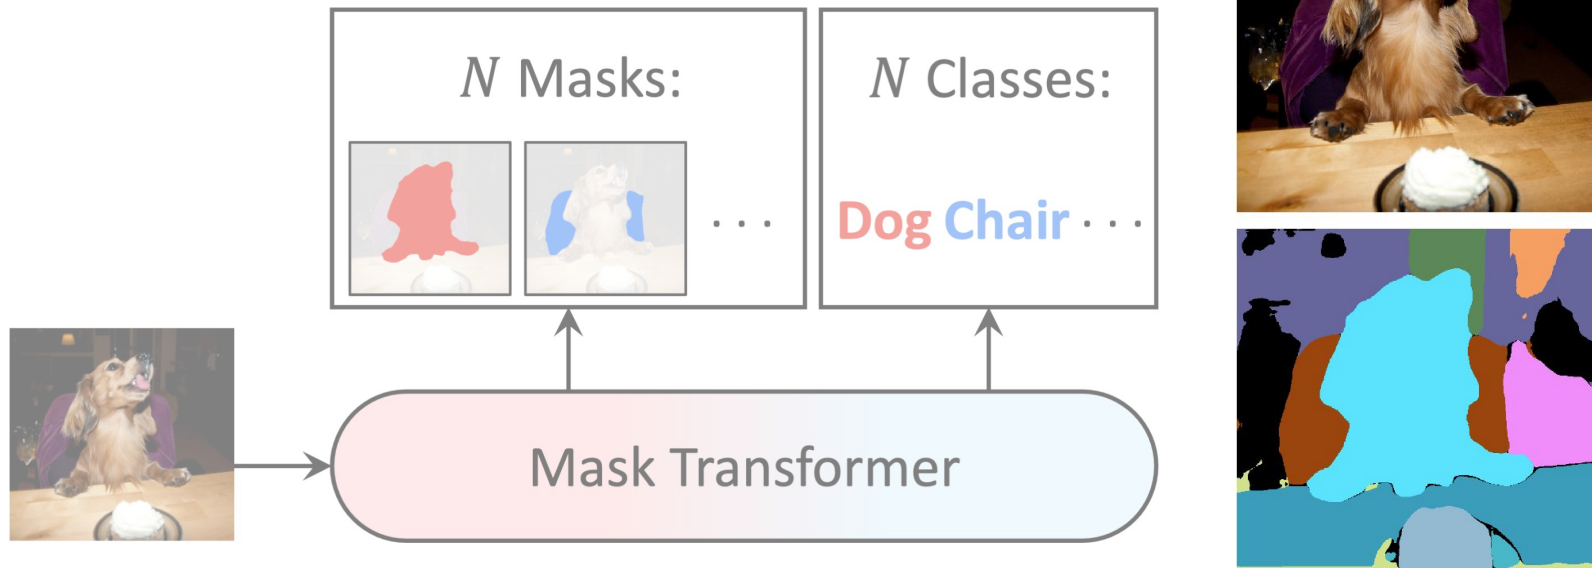 N Masks:
N Classes:
. . .
Dog Chair . . .
Mask Transformer